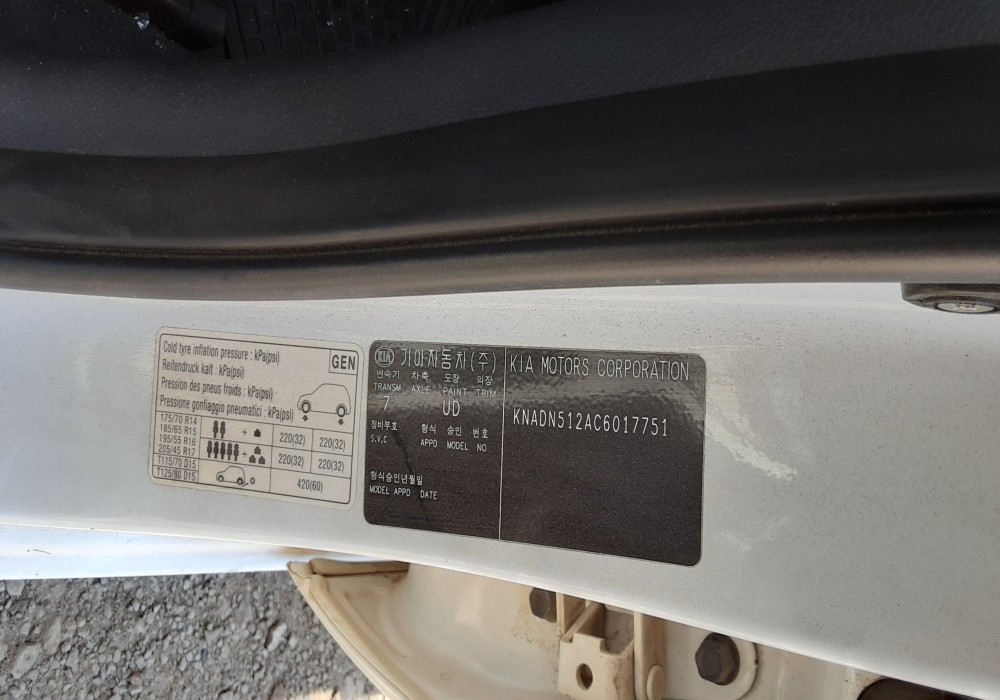 Cold tyre inflation pressure : kPa(psi)
GEN
Reitendruck kalt : kPa(psi)
Pression des pneus froids : kPa(psi)
Pressione gonfiaggio pneumatici : kPa(psi)
175/70 R14
185/65 R15
195/55 R16
205/45 R17
T115/70 D15
T125/80 D15
+
220(32) 220(32)
+
220(32) 220(32)
420(60)
KIA 기아자동차(주)
변속기 차축 도장 의장
TRANSM AXLE PAINT TRIM
7 UD
정비부호 형식 승인 번호
S.V.C APPD MODEL NO
형식승인년월일
MODEL APPD DATE
KIA MOTORS CORPORATION
KNADN512AC6017751